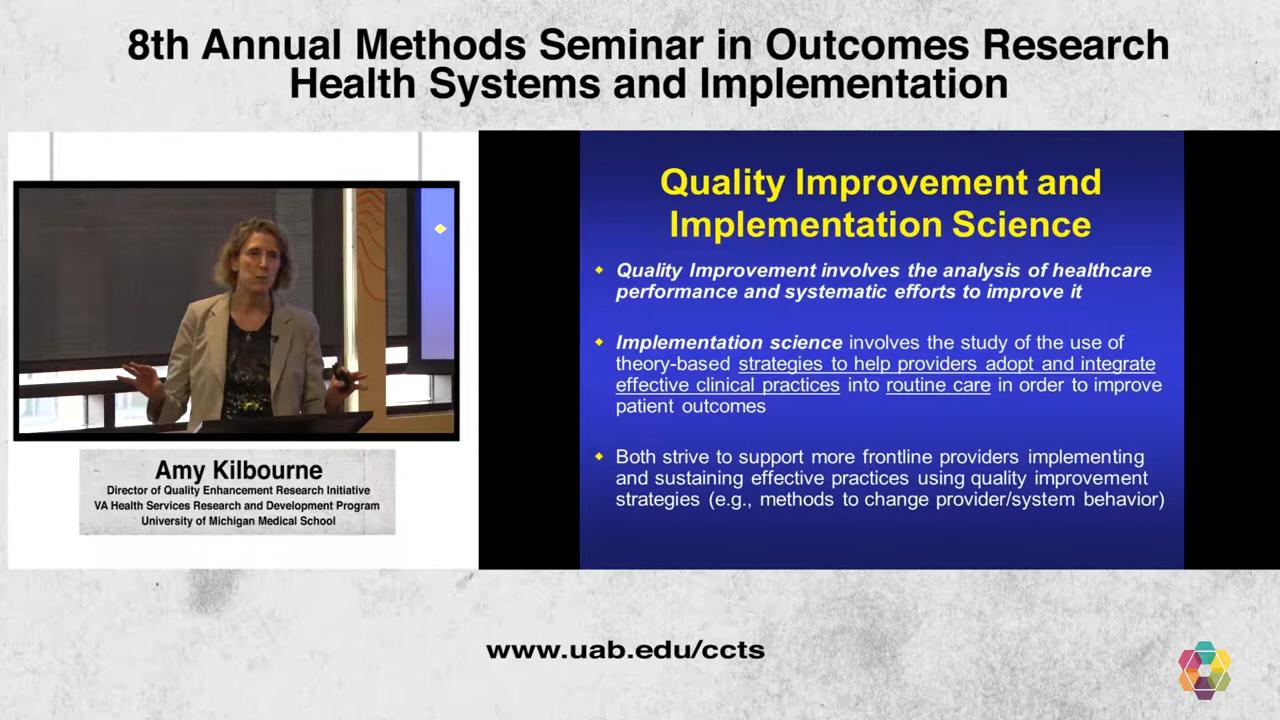 8th Annual Methods Seminar in Outcomes Research
Health Systems and Implementation
Quality Improvement and
Implementation Science
Quality Improvement involves the analysis of healthcare
performance and systematic efforts to improve it
Implementation science involves the study of the use of
theory-based strategies to help providers adopt and integrate
effective clinical practices into routine care in order to improve
patient outcomes
Both strive to support more frontline providers implementing
and sustaining effective practices using quality improvement
strategies (e.g., methods to change provider/system behavior)
Amy Kilbourne
Director of Quality Enhancement Research Initiative
VA Health Services Research and Development Program
University of Michigan Medical School
www.uab.edu/ccts